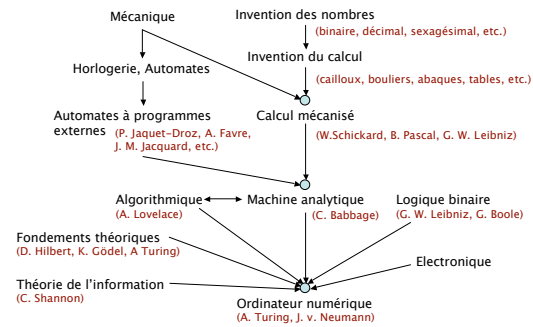 Mécanique
Invention des nombres
(binaire, décimal, sexagésimal, etc.)
Invention du calcul
(cailloux, bouliers, abaques, tables, etc.)
Horlogerie, Automates
Automates à programmes
externes (P. Jaquet-Droz, A. Favre,
J. M. Jacquard, etc.)
Calcul mécanisé
(W.Schickard, B. Pascal, G. W. Leibniz)
Algorithmique
(A. Lovelace)
Machine analytique
(C. Babbage)
Logique binaire
(G. W. Leibniz, G. Boole)
Fondements théoriques
(D. Hilbert, K. Gödel, A Turing)
Electronique
Théorie de l'information
(C. Shannon)
Ordinateur numérique
(A. Turing, J. v. Neumann)